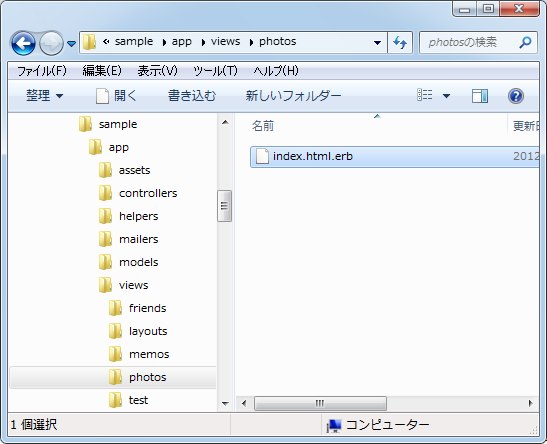 « sample ▸ app ▸ views ▸ photos
photosの検索
ファイル(F) 編集(E) 表示(V) ツール(T) ヘルプ(H)
整理 ▼ 開く 書き込む 新しいフォルダー
sample
app
assets
controllers
helpers
mailers
models
views
friends
layouts
memos
photos
test
名前 更新日
index.html.erb 2012
1 個選択 コンピューター